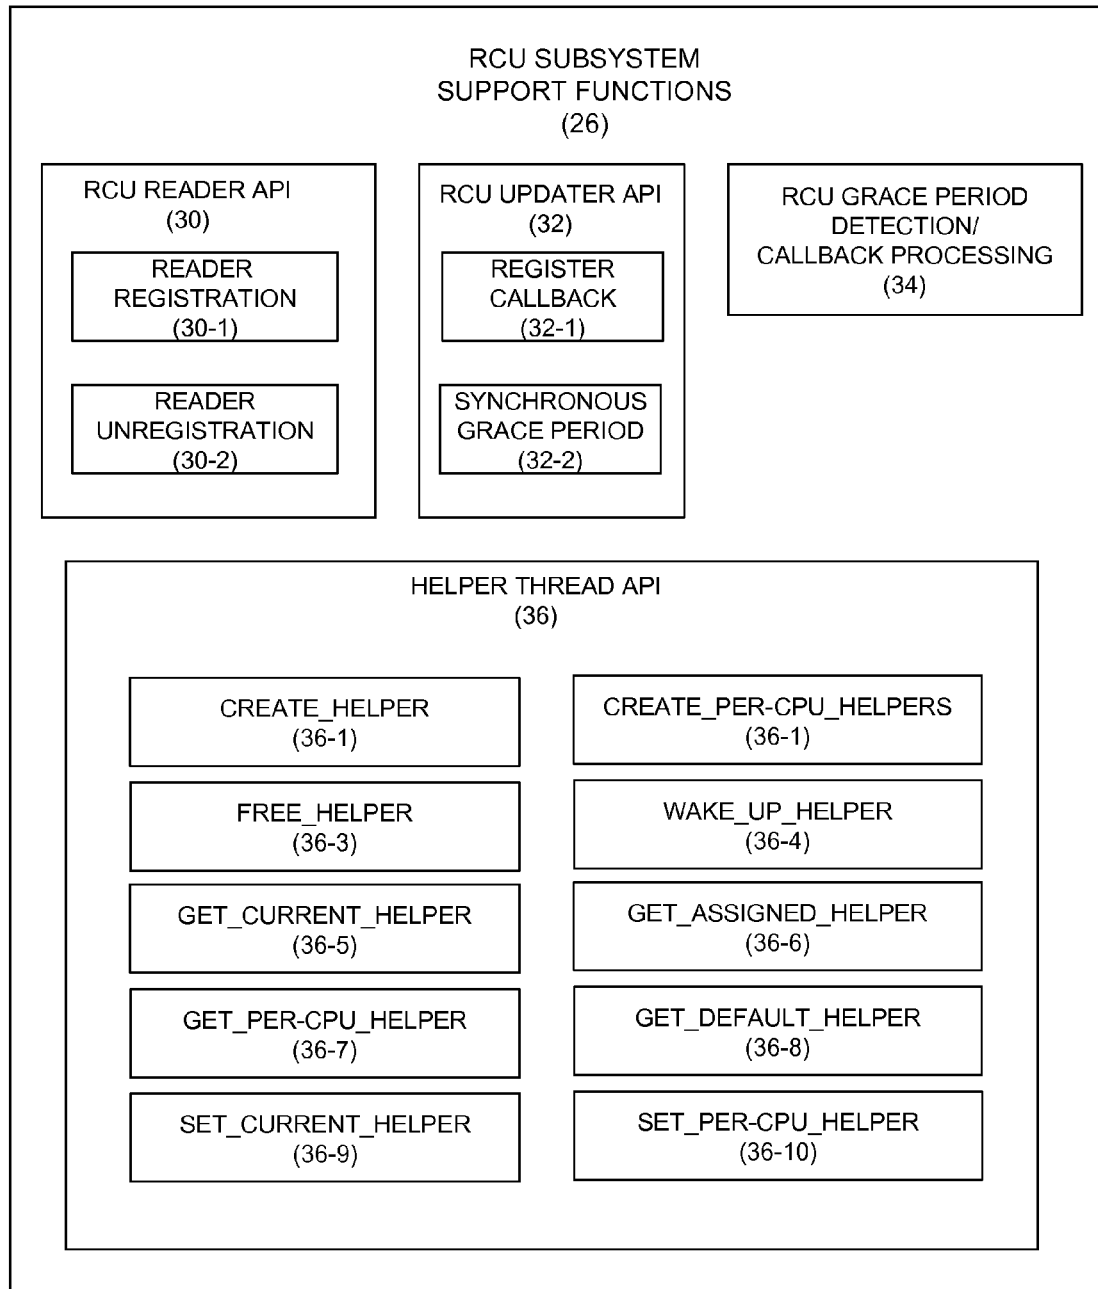 RCU SUBSYSTEM
SUPPORT FUNCTIONS
(26)
RCU READER API
(30)
READER
REGISTRATION
(30-1)
READER
UNREGISTRATION
(30-2)
RCU UPDATER API
(32)
REGISTER
CALLBACK
(32-1)
SYNCHRONOUS
GRACE PERIOD
(32-2)
RCU GRACE PERIOD
DETECTION/
CALLBACK PROCESSING
(34)
HELPER THREAD API
(36)
CREATE_HELPER
(36-1)
CREATE_PER-CPU_HELPERS
(36-1)
FREE_HELPER
(36-3)
WAKE_UP_HELPER
(36-4)
GET_CURRENT_HELPER
(36-5)
GET_ASSIGNED_HELPER
(36-6)
GET_PER-CPU_HELPER
(36-7)
GET_DEFAULT_HELPER
(36-8)
SET_CURRENT_HELPER
(36-9)
SET_PER-CPU_HELPER
(36-10)